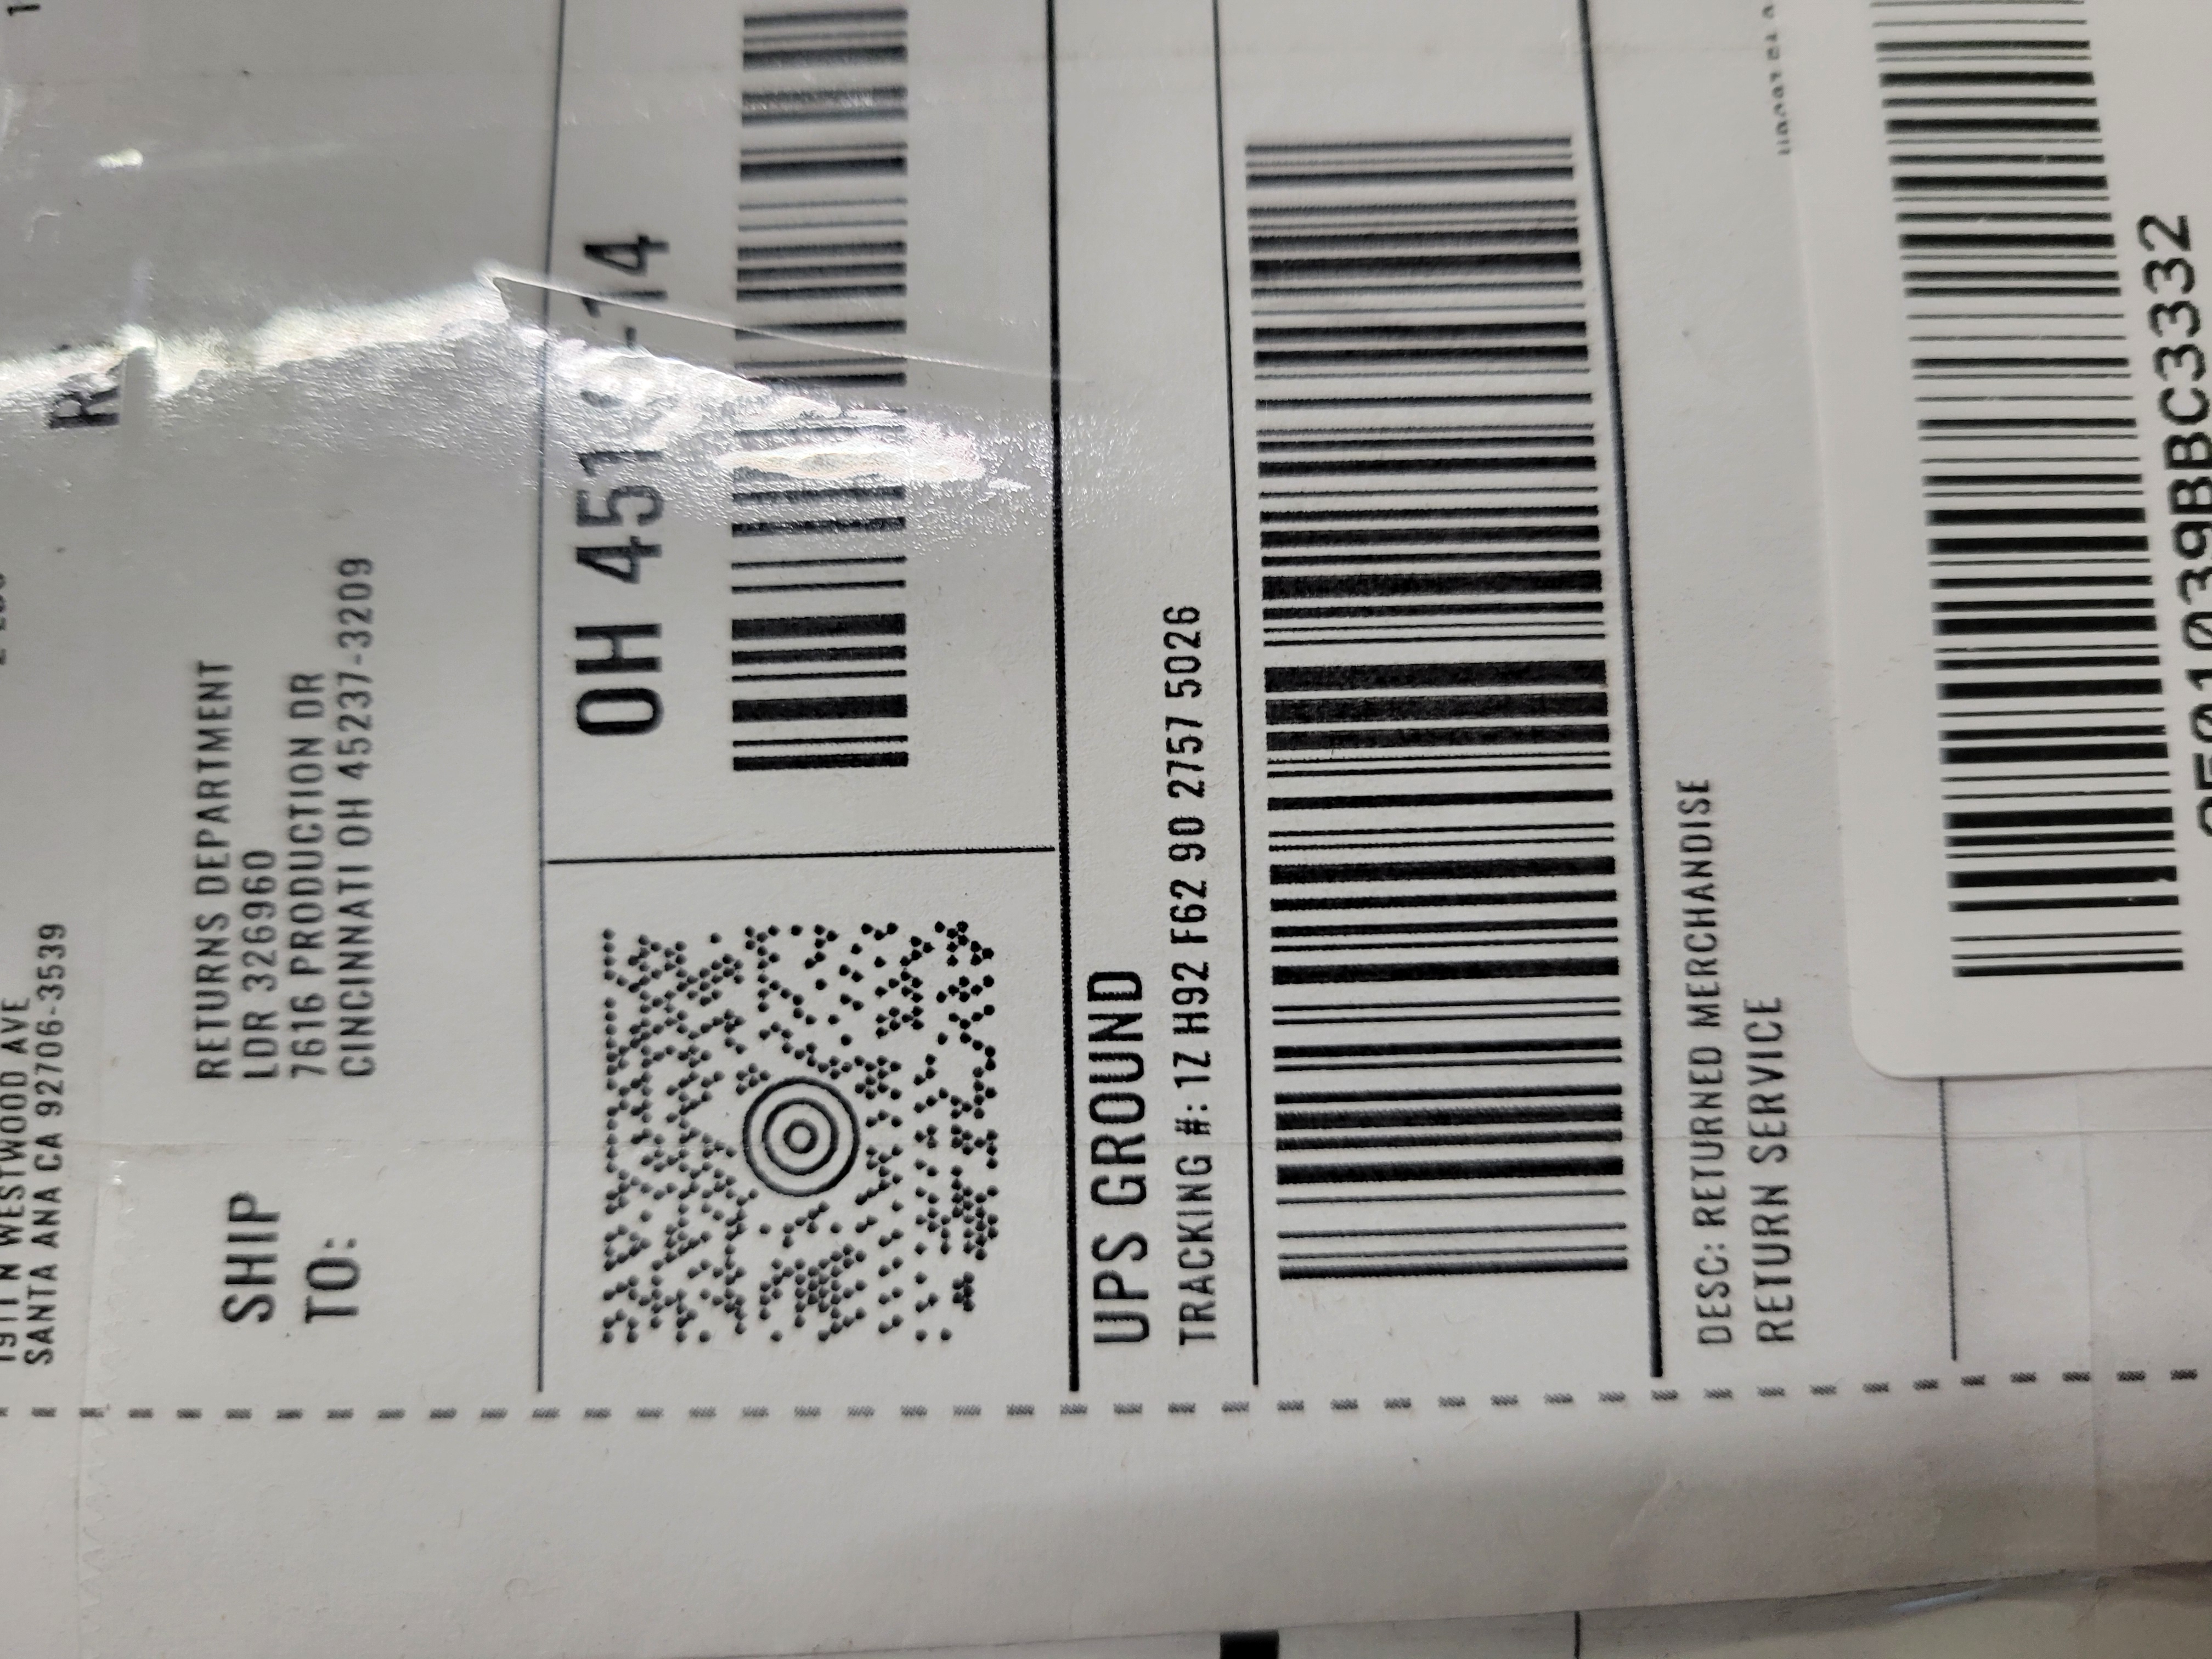 SANTA ANA CA 92706-3539
SHIP
TO:
RETURNS DEPARTMENT
LDR 326960
7616 PRODUCTION DR
CINCINNATI OH 45237-3209
OH -14
UPS GROUND
TRACKING #: 1Z H92 F62 90 2757 5026
DESC: RETURNED MERCHANDISE
RETURN SERVICE